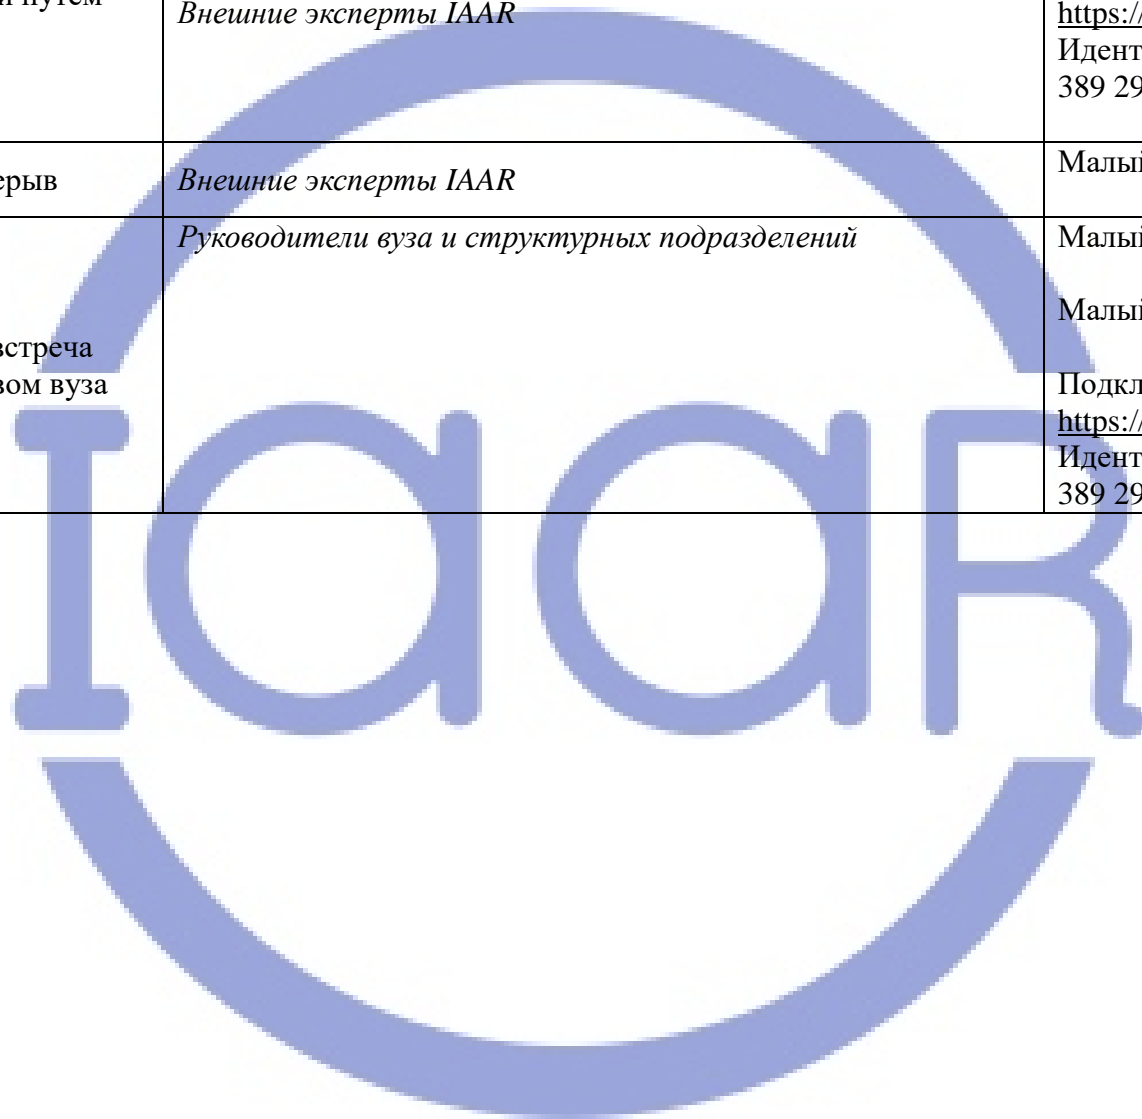 и путем
Внешние эксперты IAAR
https://
Идент
389 29
ерыв
Внешние эксперты IAAR
Малый
встреча
вом вуза
Руководители вуза и структурных подразделений
Малый
Малый
Подкл
https://
Идент
389 29
IaaR